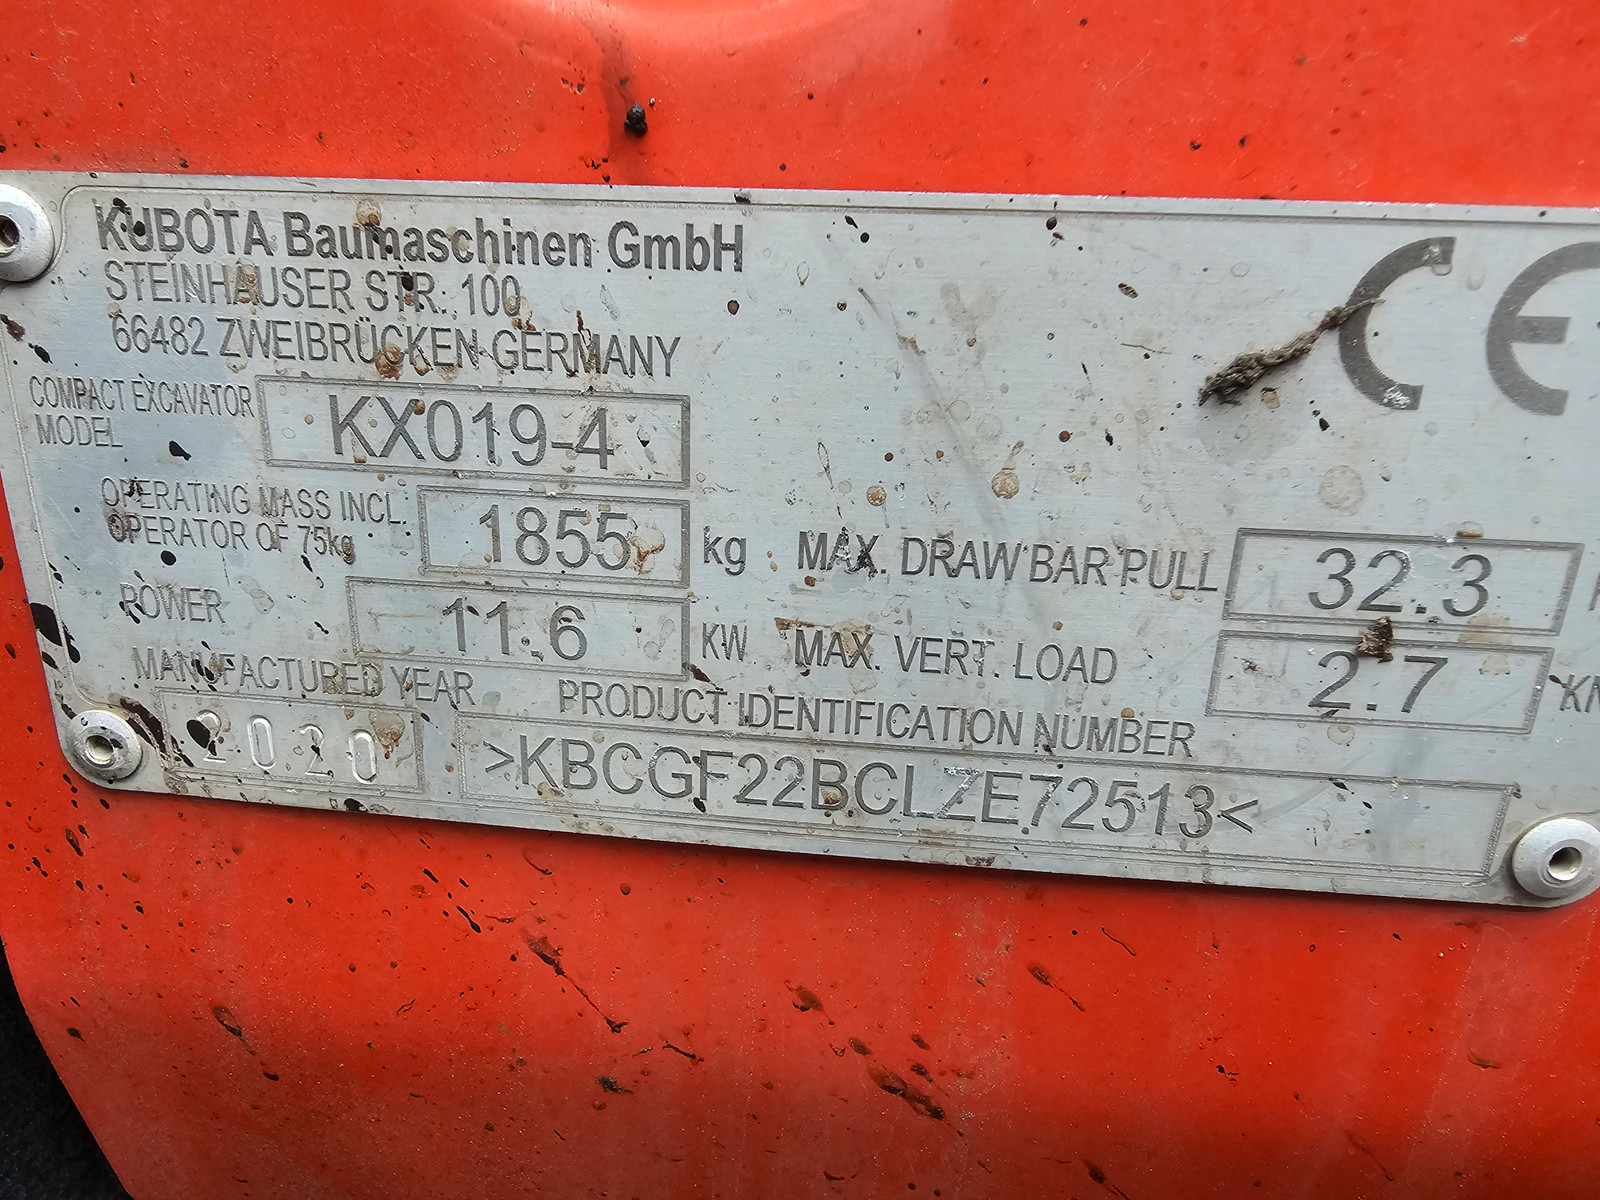 KUBOTA Baumaschinen GmbH
STEINHAUSER STR. 100
66482 ZWEIBRÜCKEN GERMANY
CE
COMPACT EXCAVATOR
MODEL
KX019-4
OPERATING MASS INCL.
OPERATOR OF 75kg
1855 kg
MAX. DRAW BAR PULL 32.3
POWER 11.6 KW
MAX. VERT. LOAD 2.7 KN
MANUFACTURED YEAR
2020
PRODUCT IDENTIFICATION NUMBER
>KBCGF22BCLZE72513<